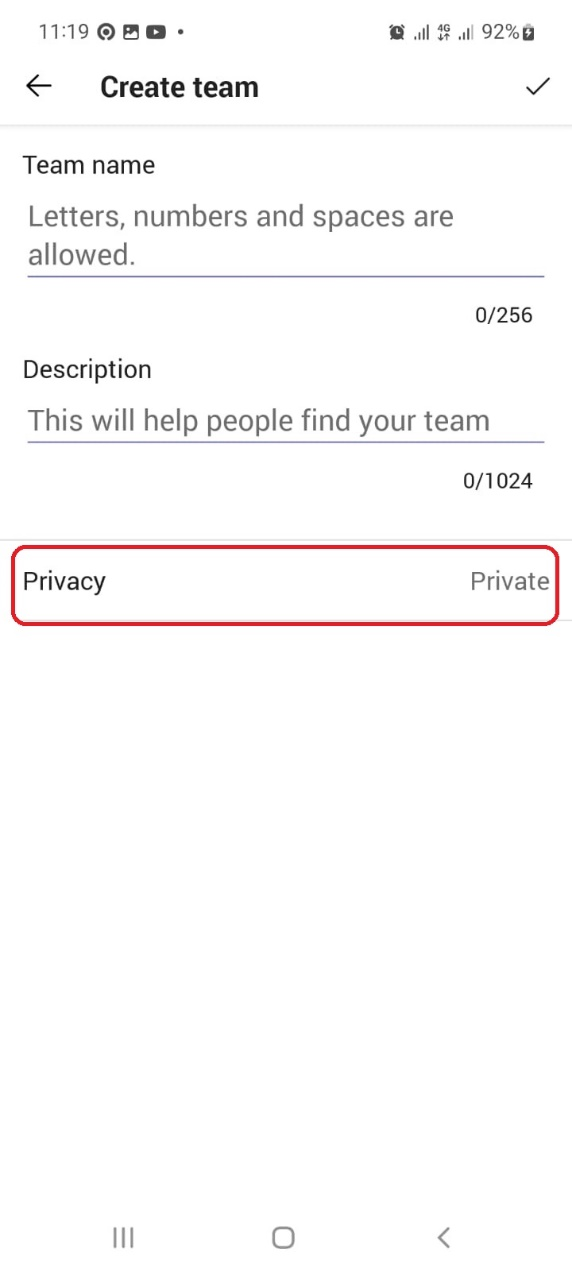 11:19
4G
92%
Create team
Team name
Letters, numbers and spaces are
allowed.
0/256
Description
This will help people find your team
0/1024
Privacy Private